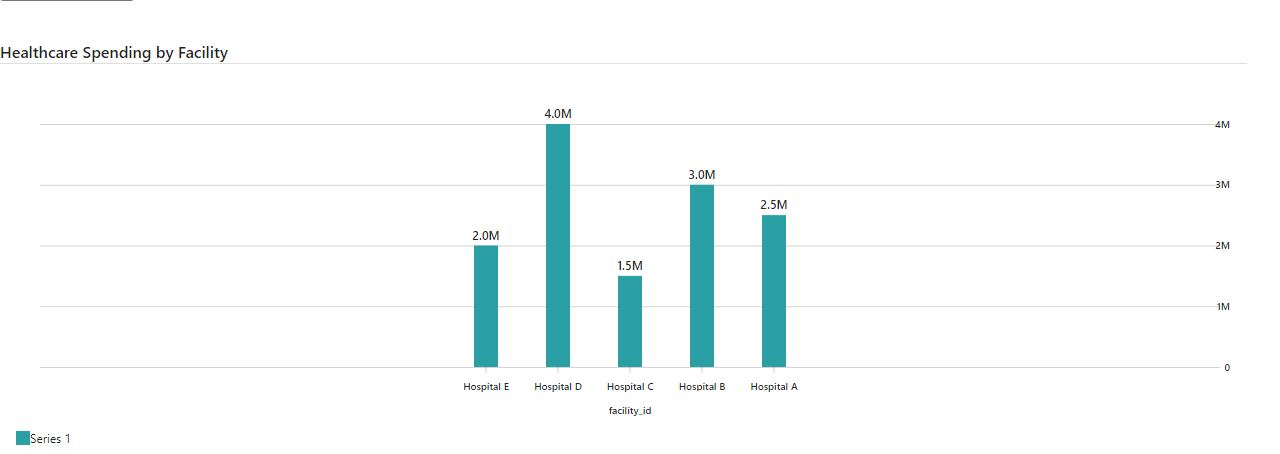 Healthcare Spending by Facility
4.0M
3.0M
2.5M
2.0M
1.5M
4M
3M
2M
1M
0
Hospital E Hospital D Hospital C Hospital B Hospital A
facility_id
Series 1